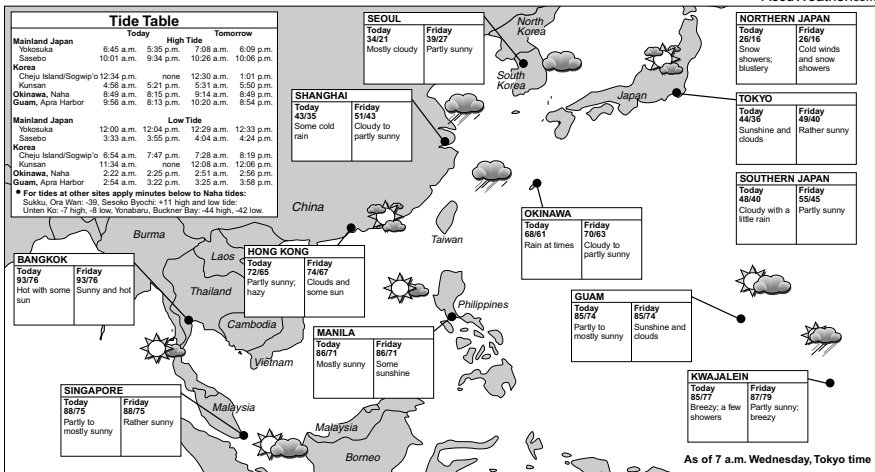 Tide Table
Today Tomorrow
Mainland Japan High Tide
Yokosuka 6:45 a.m. 5:35 p.m. 7:08 a.m. 6:09 p.m.
Sasebo 10:01 a.m. 9:34 p.m. 10:26 a.m. 10:06 p.m.
Korea
Cheju Island/Sogwip'o 12:34 p.m. none 12:30 a.m. 1:01 p.m.
Kunsan 4:56 a.m. 5:21 p.m. 5:31 a.m. 5:50 p.m.
Okinawa, Naha 8:49 a.m. 8:15 p.m. 9:14 a.m. 8:49 p.m.
Guam, Apra Harbor 9:56 a.m. 8:13 p.m. 10:20 a.m. 8:54 p.m.
Mainland Japan Low Tide
Yokosuka 12:00 a.m. 12:04 p.m. 12:29 a.m. 12:33 p.m.
Sasebo 3:33 a.m. 3:55 p.m. 4:04 a.m. 4:24 p.m.
Korea
Cheju Island/Sogwip'o 6:54 a.m. 7:47 p.m. 7:28 a.m. 8:19 p.m.
Kunsan 11:34 a.m. none 12:08 a.m. 12:06 p.m.
Okinawa, Naha 2:22 a.m. 2:25 p.m. 2:51 a.m. 2:56 p.m.
Guam, Apra Harbor 2:54 a.m. 3:22 p.m. 3:25 a.m. 3:58 p.m.
• For tides at other sites apply minutes below to Naha tides:
Sukku, Ora Wan: -39, Sesoko Byochi: +11 high and low tide:
Unten Ko: -7 high, -8 low, Yonabaru, Buckner Bay: -44 high, -42 low.
SEOUL
Today Friday
34/21 39/27
Mostly cloudy Partly sunny
North
Korea
South
Korea
Japan
NORTHERN JAPAN
Today Friday
26/16 26/16
Snow Cold winds
showers; and snow
blustery showers
SHANGHAI
Today Friday
43/35 51/43
Some cold Cloudy to
rain partly sunny
TOKYO
Today Friday
44/36 49/40
Sunshine and Rather sunny
clouds
SOUTHERN JAPAN
Today Friday
48/40 55/45
Cloudy with a Partly sunny
little rain
China
Taiwan
OKINAWA
Today Friday
68/61 70/63
Rain at times Cloudy to
partly sunny
Burma
Laos
Thailand
Cambodia
Vietnam
BANGKOK
Today Friday
93/76 93/76
Hot with some Sunny and hot
sun
HONG KONG
Today Friday
72/65 74/67
Partly sunny; Clouds and
hazy some sun
Philippines
GUAM
Today Friday
85/74 85/74
Partly to Sunshine and
mostly sunny clouds
MANILA
Today Friday
86/71 86/71
Mostly sunny Some
sunshine
SINGAPORE
Today Friday
88/75 88/75
Partly to Rather sunny
mostly sunny
Malaysia
Malaysia
Borneo
KWAJALEIN
Today Friday
85/77 87/79
Breezy; a few Partly sunny;
showers breezy
As of 7 a.m. Wednesday, Tokyo time